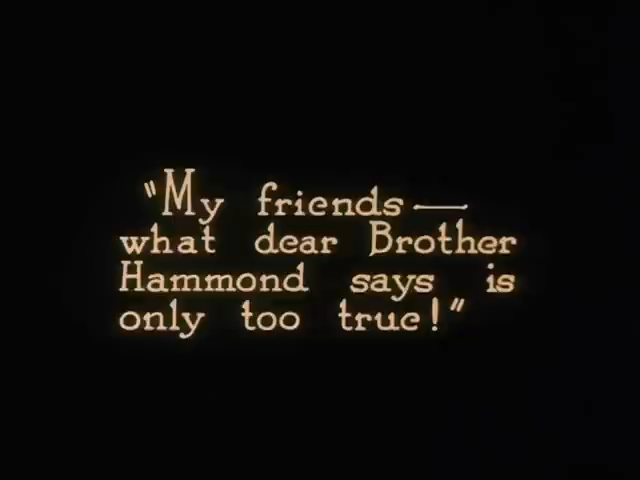 "My friends—
what dear Brother
Hammond says is
only too true!"